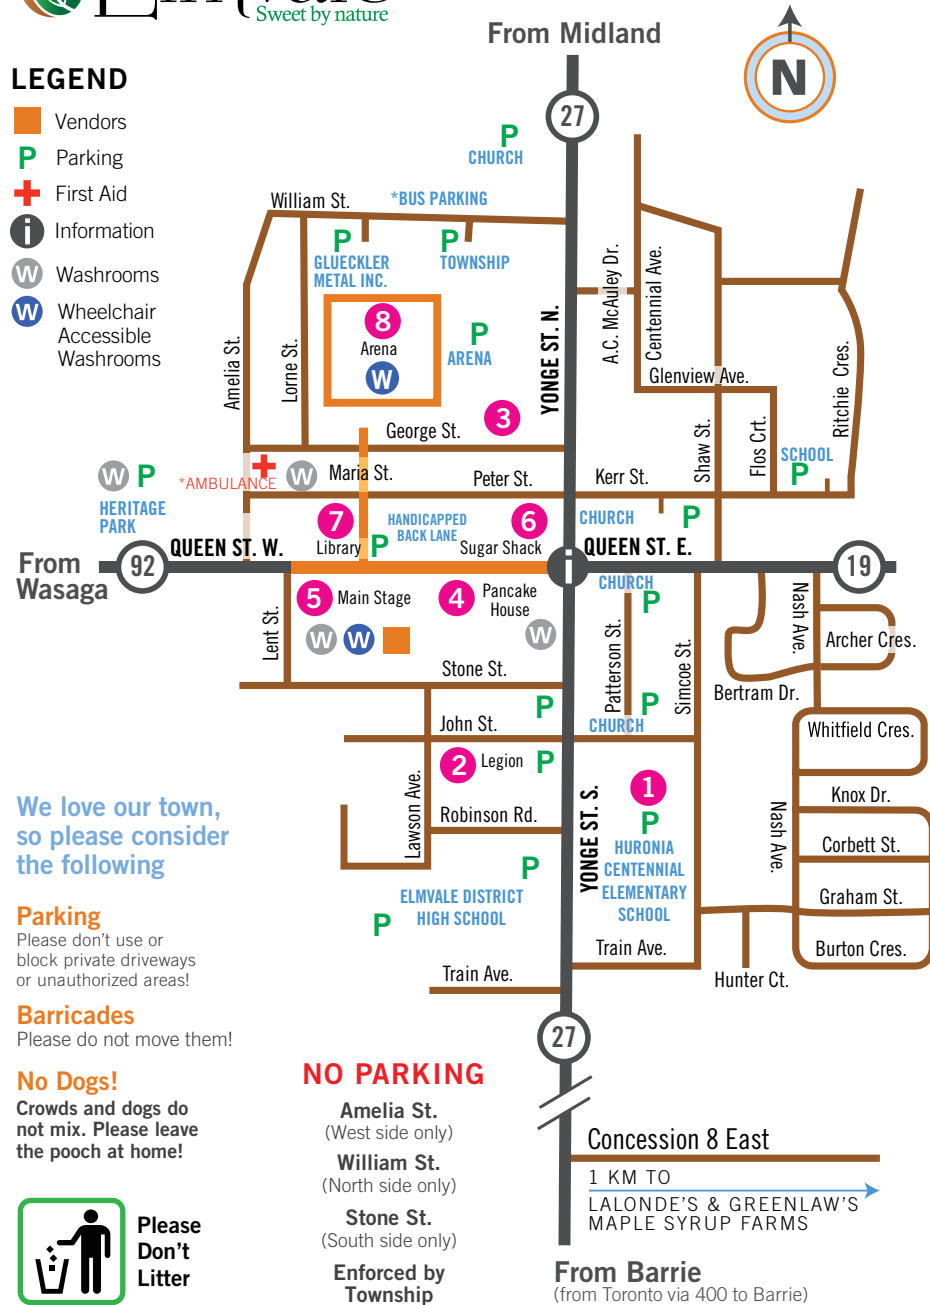 Sweet by nature
LEGEND
Vendors
P Parking
First Aid
i Information
W Washrooms
W Wheelchair
Accessible
Washrooms
From Midland
27
N
P
CHURCH
William St.
*BUS PARKING
P
GLUECKLER
METAL INC.
P
TOWNSHIP
8
Arena
W
P
ARENA
YONGE ST. N.
A.C. McAuley Dr.
Centennial Ave.
Glenview Ave.
Amelia St.
Lorne St.
3
George St.
Shaw St.
Flos Crt.
Ritchie Cres.
SCHOOL
P
W P
HERITAGE
PARK
*AMBULANCE
W
Maria St.
Peter St.
Kerr St.
7
Library
P
HANDICAPPED
BACK LANE
6
Sugar Shack
CHURCH
P
From
Wasaga
92
QUEEN ST. W.
i
QUEEN ST. E.
19
5 Main Stage
W W
4 Pancake
House
W
CHURCH
P
Lent St.
Patterson St.
Simcoe St.
Nash Ave.
Archer Cres.
Bertram Dr.
Stone St.
P
P
CHURCH
John St.
Whitfield Cres.
2 Legion P
1
P
HURONIA
CENTENNIAL
ELEMENTARY
SCHOOL
Lawson Ave.
Robinson Rd.
YONGE ST. S.
Knox Dr.
Nash Ave.
Corbett St.
Graham St.
Burton Cres.
P
ELMVALE DISTRICT
HIGH SCHOOL
P
Train Ave.
Train Ave.
Hunter Ct.
27
We love our town,
so please consider
the following
Parking
Please don't use or
block private driveways
or unauthorized areas!
Barricades
Please do not move them!
No Dogs!
Crowds and dogs do
not mix. Please leave
the pooch at home!
Please
Don't
Litter
NO PARKING
Amelia St.
(West side only)
William St.
(North side only)
Stone St.
(South side only)
Enforced by
Township
Concession 8 East
1 KM TO
LALONDE'S & GREENLAW'S
MAPLE SYRUP FARMS
From Barrie
(from Toronto via 400 to Barrie)